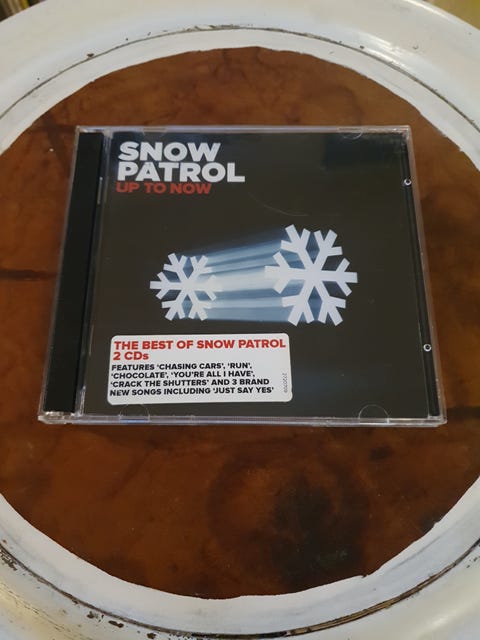 SNOW
PATROL
UP TO NOW
THE BEST OF SNOW PATROL
2 CDs
FEATURES 'CHASING CARS', 'RUN',
'CHOCOLATE', 'YOU'RE ALL I HAVE',
'CRACK THE SHUTTERS' AND 3 BRAND
NEW SONGS INCLUDING 'JUST SAY YES'